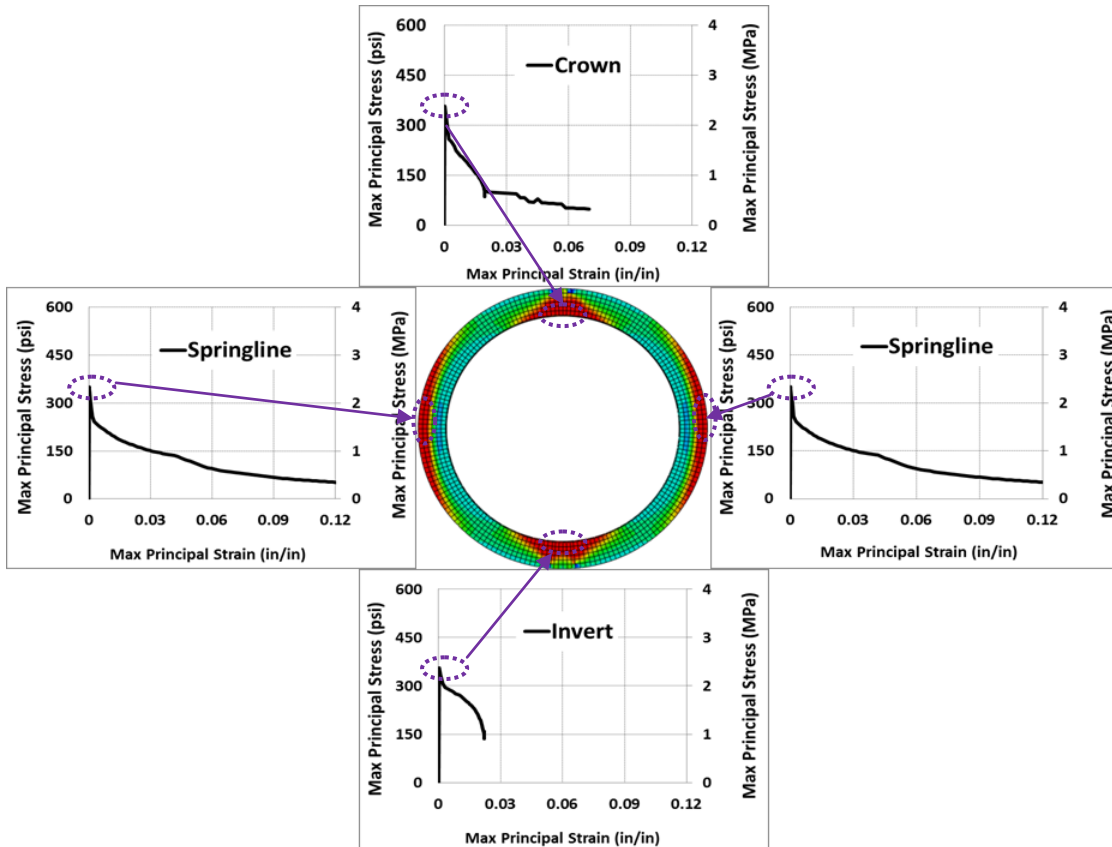 600
450
300
150
0
Max Principal Stress (psi)
Crown
4
3
2
1
0
Max Principal Stress (MPa)
0 0.03 0.06 0.09 0.12
Max Principal Strain (in/in)
600
450
300
150
0
Max Principal Stress (psi)
Springline
4
3
2
1
0
Max Principal Stress (MPa)
0 0.03 0.06 0.09 0.12
Max Principal Strain (in/in)
600
450
300
150
0
Max Principal Stress (psi)
Springline
4
3
2
1
0
Max Principal Stress (MPa)
0 0.03 0.06 0.09 0.12
Max Principal Strain (in/in)
600
450
300
150
0
Max Principal Stress (psi)
Invert
4
3
2
1
0
Max Principal Stress (MPa)
0 0.03 0.06 0.09 0.12
Max Principal Strain (in/in)